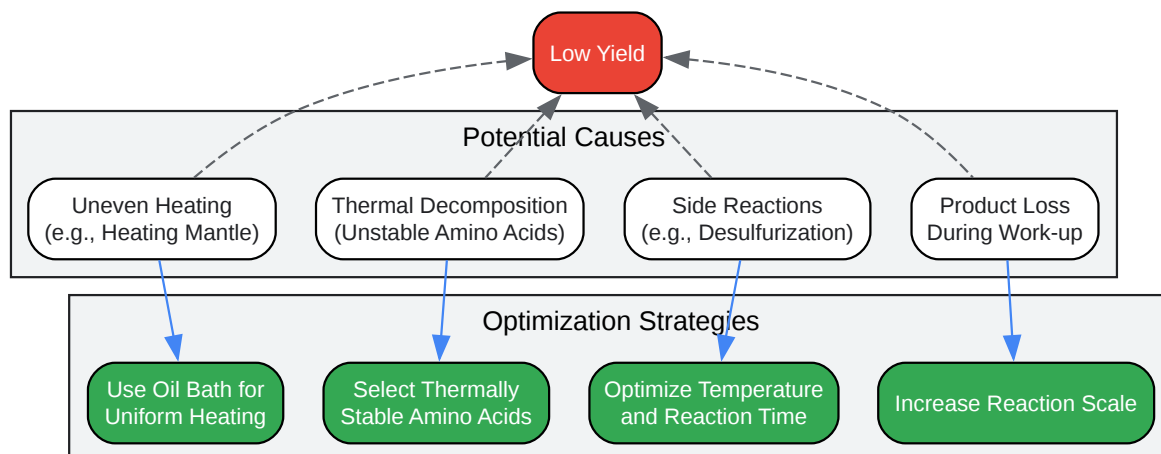 Low Yield
Potential Causes
Uneven Heating
(e.g., Heating Mantle)
Thermal Decomposition
(Unstable Amino Acids)
Side Reactions
(e.g., Desulfurization)
Product Loss
During Work-up
Optimization Strategies
Use Oil Bath for
Uniform Heating
Select Thermally
Stable Amino Acids
Optimize Temperature
and Reaction Time
Increase Reaction Scale